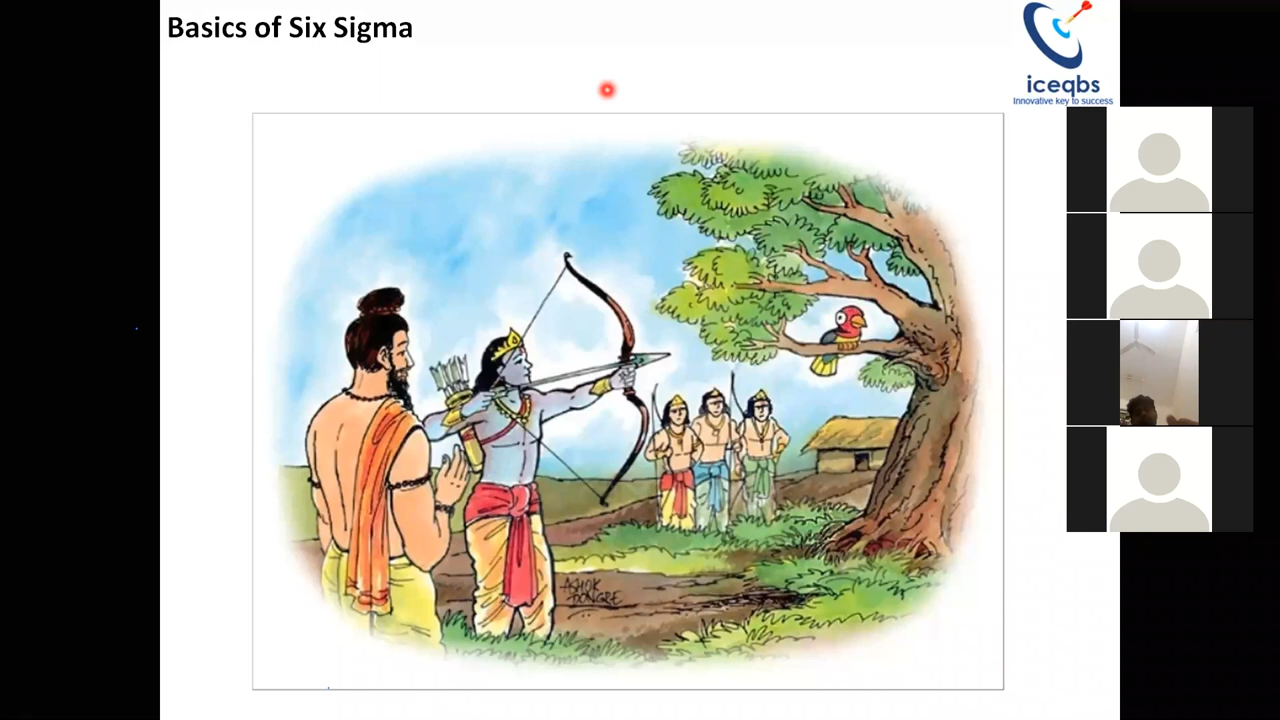 Basics of Six Sigma
iceqbs
Innovative key to success
ASHOK
DONGRE